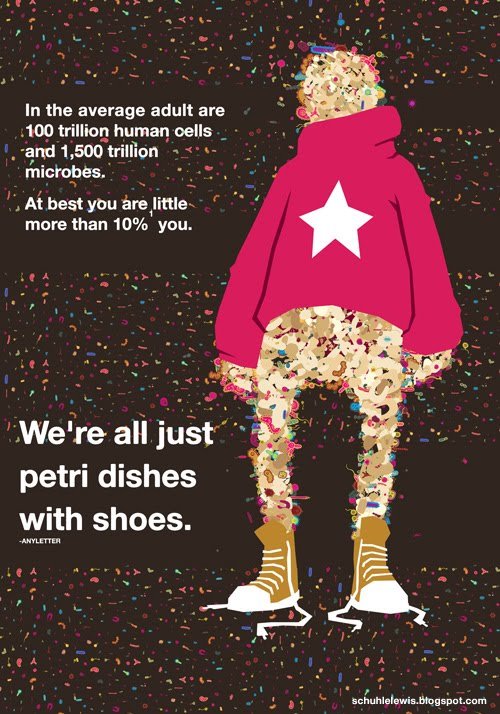 In the average adult are
100 trillion human cells
and 1,500 trillion
microbes.
At best you are little
more than 10%¹ you.
We're all just
petri dishes
with shoes.
-ANYLETTER
schuhlelewis.blogspot.com